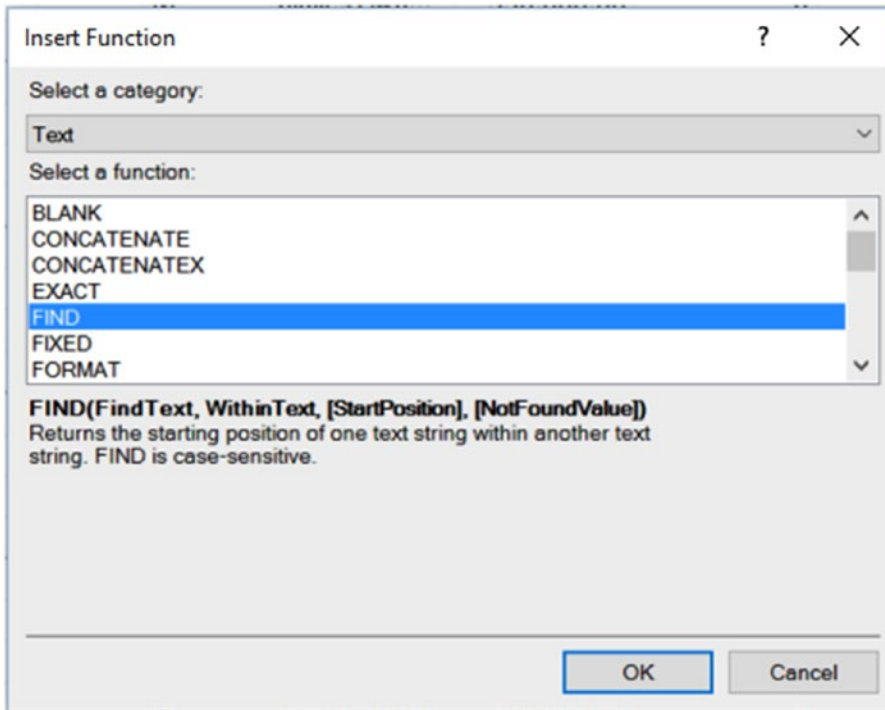 Insert Function ? X
Select a category:
Text
Select a function:
BLANK
CONCATENATE
CONCATENATEX
EXACT
FIND
FIXED
FORMAT
FIND(FindText, WithinText, [StartPosition], [NotFoundValue])
Returns the starting position of one text string within another text
string. FIND is case-sensitive.
OK Cancel